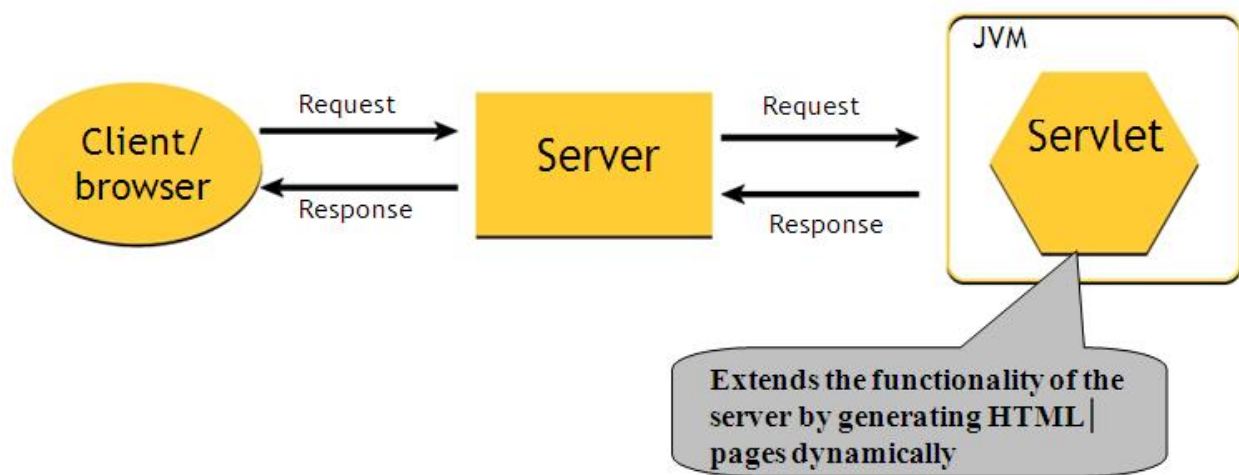 JVM
Client/
browser
Request
Response
Server
Request
Response
Servlet
Extends the functionality of the
server by generating HTML
pages dynamically